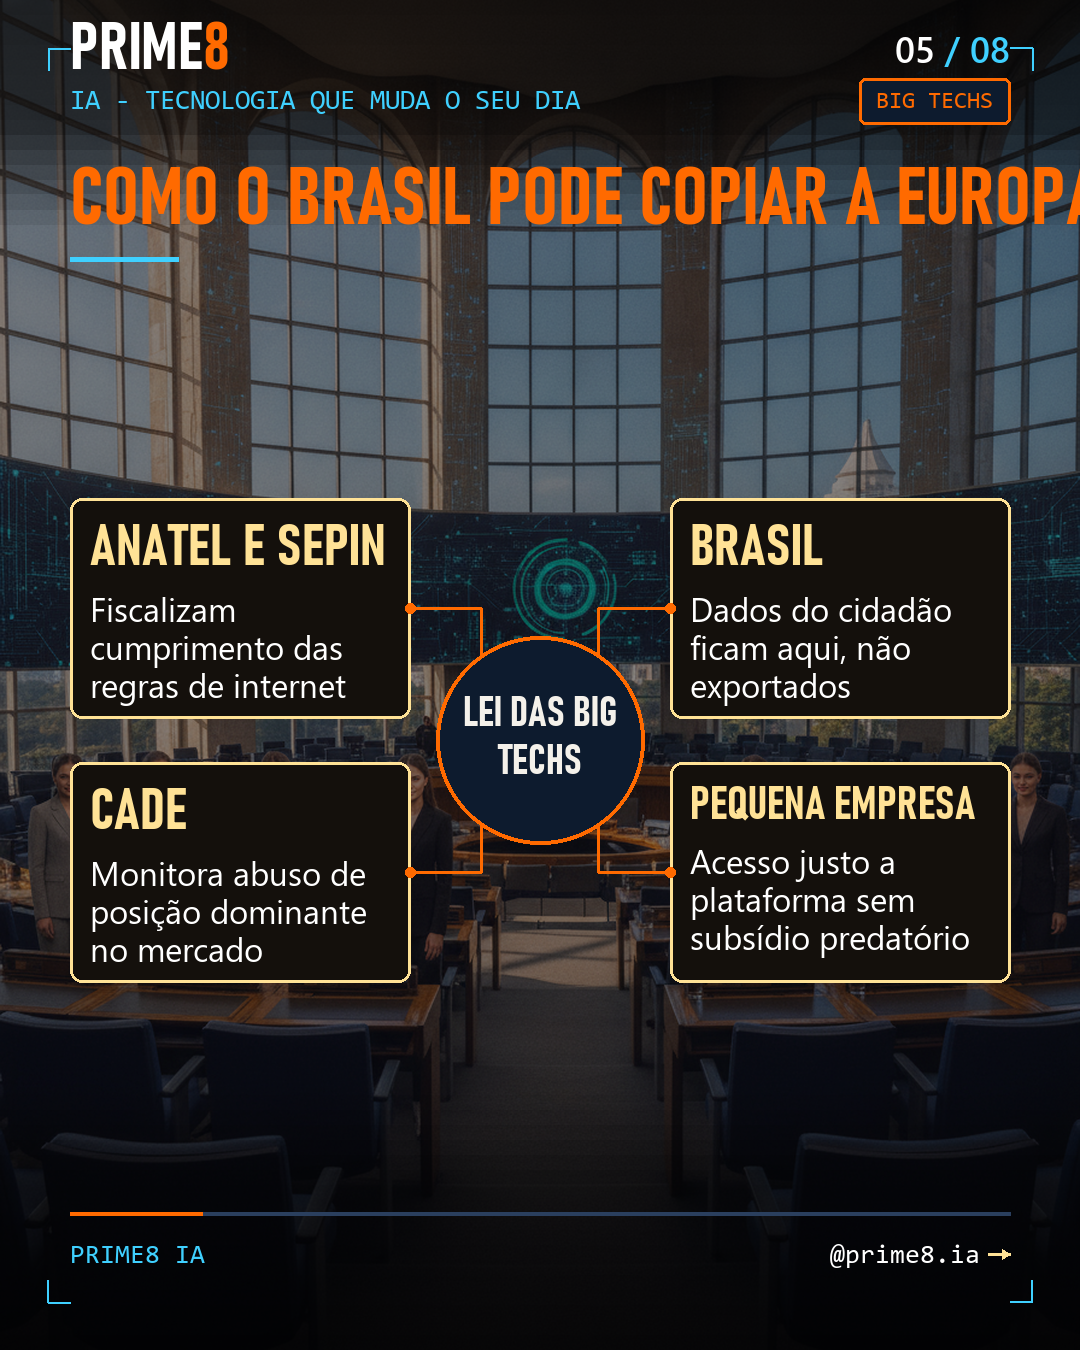 PRIME8
05 / 08
IA - TECNOLOGIA QUE MUDA O SEU DIA
BIG TECHS
COMO O BRASIL PODE COPIAR A EUROPA
ANATEL E SEPIN
Fiscalizam
cumprimento das
regras de internet
BRASIL
Dados do cidadão
ficam aqui, não
exportados
LEI DAS BIG
TECHS
CADE
Monitora abuso de
posição dominante
no mercado
PEQUENA EMPRESA
Acesso justo a
plataforma sem
subsídio predatório
PRIME8 IA
@prime8.ia